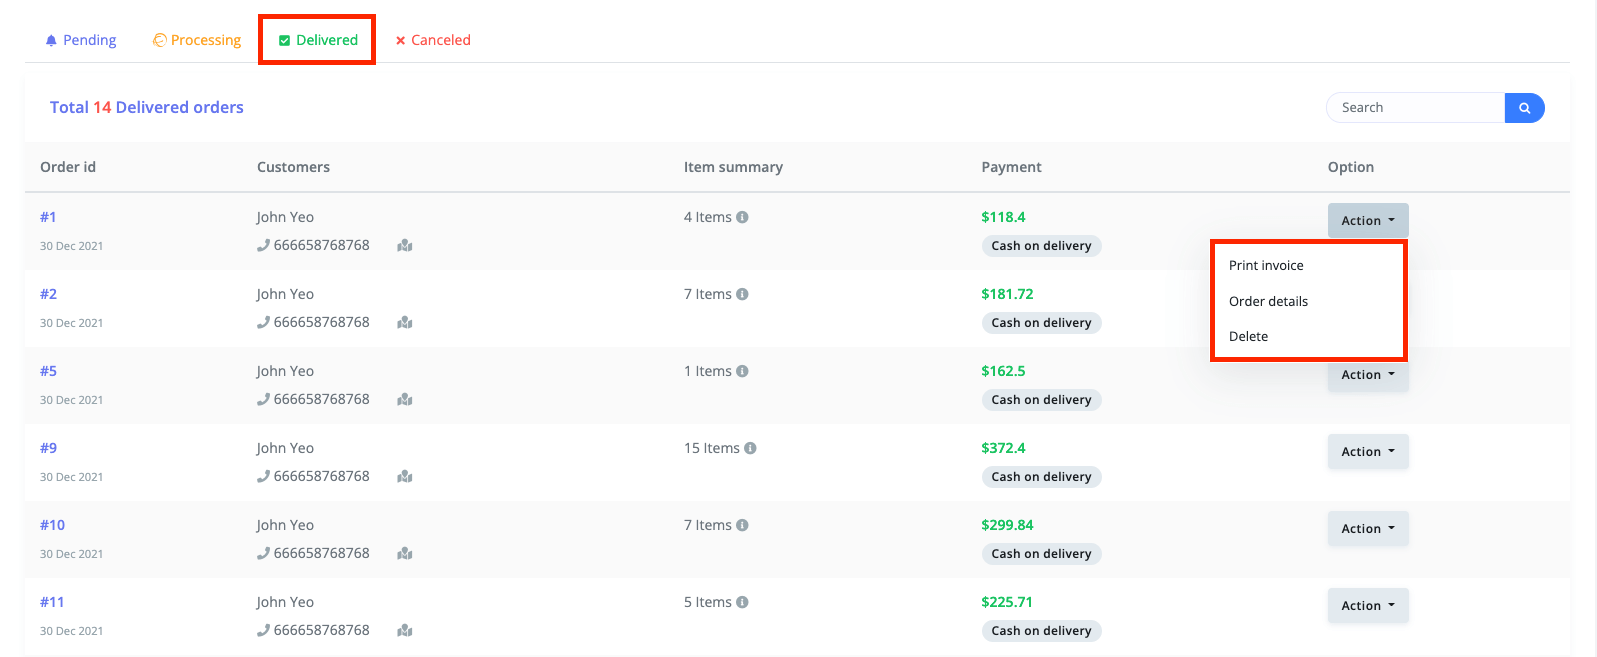 Pending Processing Delivered Canceled
Total 14 Delivered orders Search
Order id Customers Item summary Payment Option
#1 John Yeo 4 Items $118.4 Action
30 Dec 2021 666658768768 Cash on delivery
Print invoice
#2 John Yeo 7 Items $181.72 Order details
30 Dec 2021 666658768768 Cash on delivery
Delete
#5 John Yeo 1 Items $162.5 Action
30 Dec 2021 666658768768 Cash on delivery
#9 John Yeo 15 Items $372.4 Action
30 Dec 2021 666658768768 Cash on delivery
#10 John Yeo 7 Items $299.84 Action
30 Dec 2021 666658768768 Cash on delivery
#11 John Yeo 5 Items $225.71 Action
30 Dec 2021 666658768768 Cash on delivery